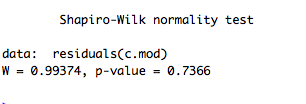 Shapiro-Wilk normality test
data:  residuals(c.mod)
W = 0.99374, p-value = 0.7366